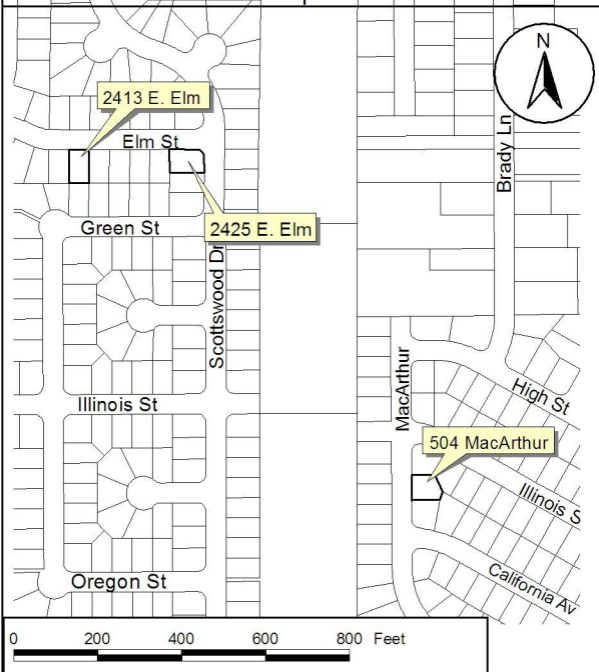 N
2413 E. Elm
Elm St
Brady Ln
Green St
2425 E. Elm
Scottswood Dr
MacArthur
High St
Illinois St
504 MacArthur
Illinois S
Oregon St
California Av
0 200 400 600 800 Feet